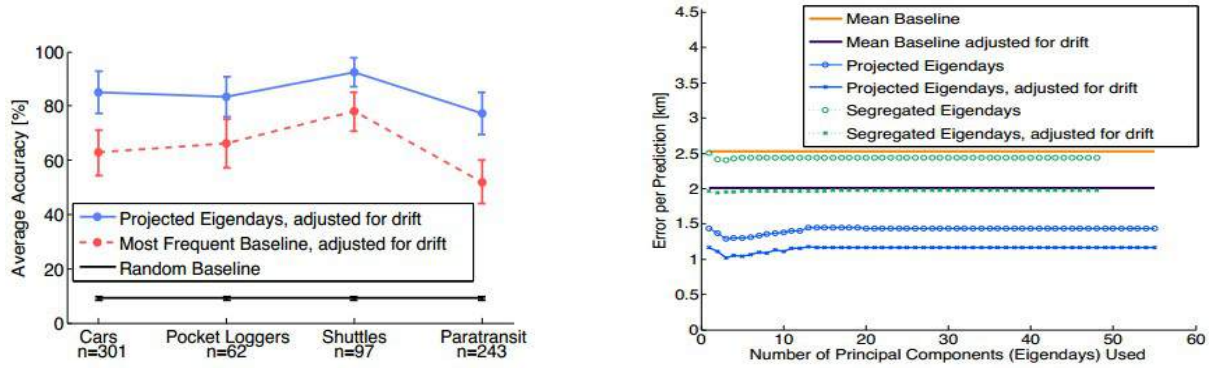 100
80
60
40
20
0
Average Accuracy [%]
Projected Eigendays, adjusted for drift
Most Frequent Baseline, adjusted for drift
Random Baseline
Cars
n=301
Pocket Loggers
n=62
Shuttles
n=97
Paratransit
n=243
4.5
4
3.5
3
2.5
2
1.5
1
0.5
0
Error per Prediction [km]
Mean Baseline
Mean Baseline adjusted for drift
Projected Eigendays
Projected Eigendays, adjusted for drift
Segregated Eigendays
Segregated Eigendays, adjusted for drift
0 10 20 30 40 50 60
Number of Principal Components (Eigendays) Used